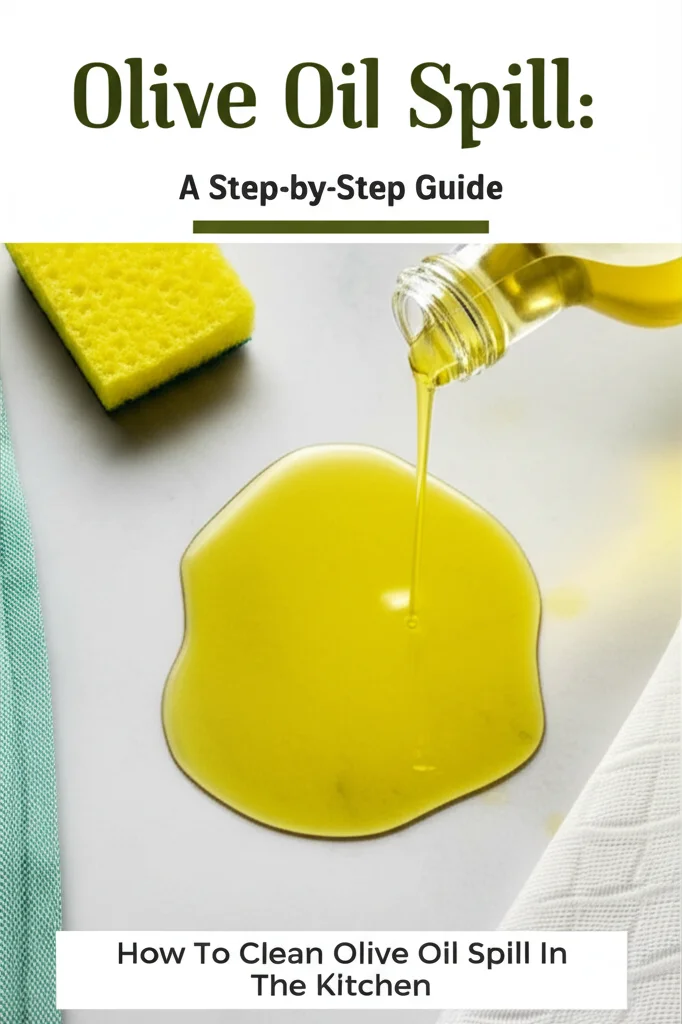 Olive Oil Spill:
A Step-by-Step Guide
How To Clean Olive Oil Spill In
The Kitchen